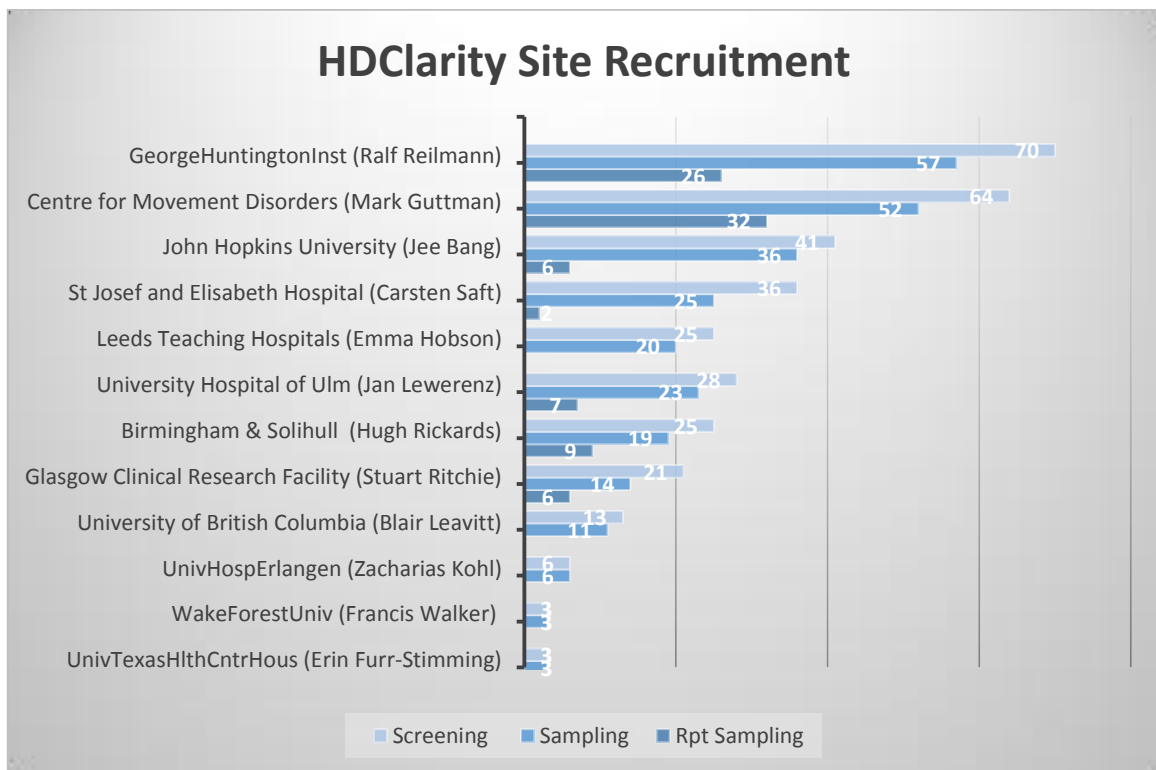 HDClarity Site Recruitment
GeorgeHuntingtonInst (Ralf Reilmann)
70
57
26
Centre for Movement Disorders (Mark Guttman)
64
52
32
John Hopkins University (Jee Bang)
41
36
6
St Josef and Elisabeth Hospital (Carsten Saft)
36
25
2
Leeds Teaching Hospitals (Emma Hobson)
25
20
University Hospital of Ulm (Jan Lewerenz)
28
23
7
Birmingham & Solihull (Hugh Rickards)
25
19
9
Glasgow Clinical Research Facility (Stuart Ritchie)
21
14
6
University of British Columbia (Blair Leavitt)
13
11
UnivHospErlangen (Zacharias Kohl)
6
6
WakeForestUniv (Francis Walker)
3
3
UnivTexasHlthCntrHous (Erin Furr-Stimming)
3
3
Screening Sampling Rpt Sampling